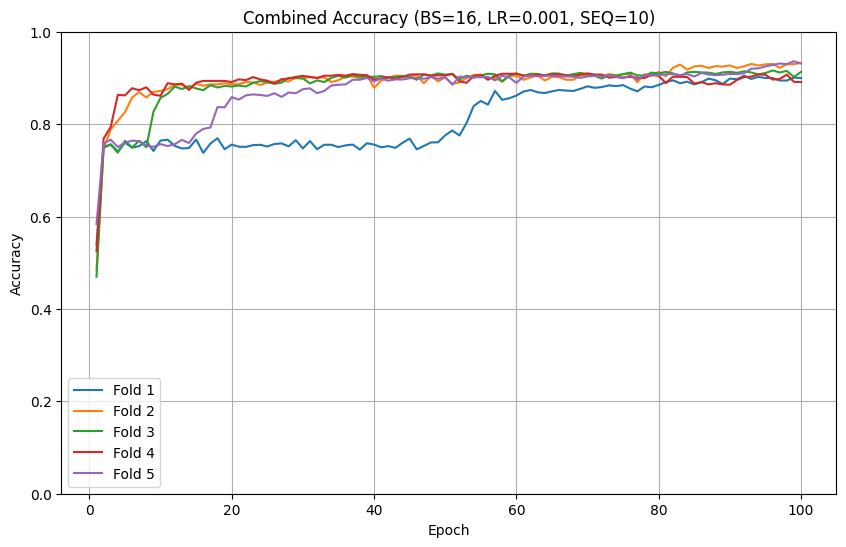 Combined Accuracy (BS=16, LR=0.001, SEQ=10)
1.0
0.8
0.6
0.4
0.2
0.0
Accuracy
Fold 1
Fold 2
Fold 3
Fold 4
Fold 5
0 20 40 60 80 100
Epoch